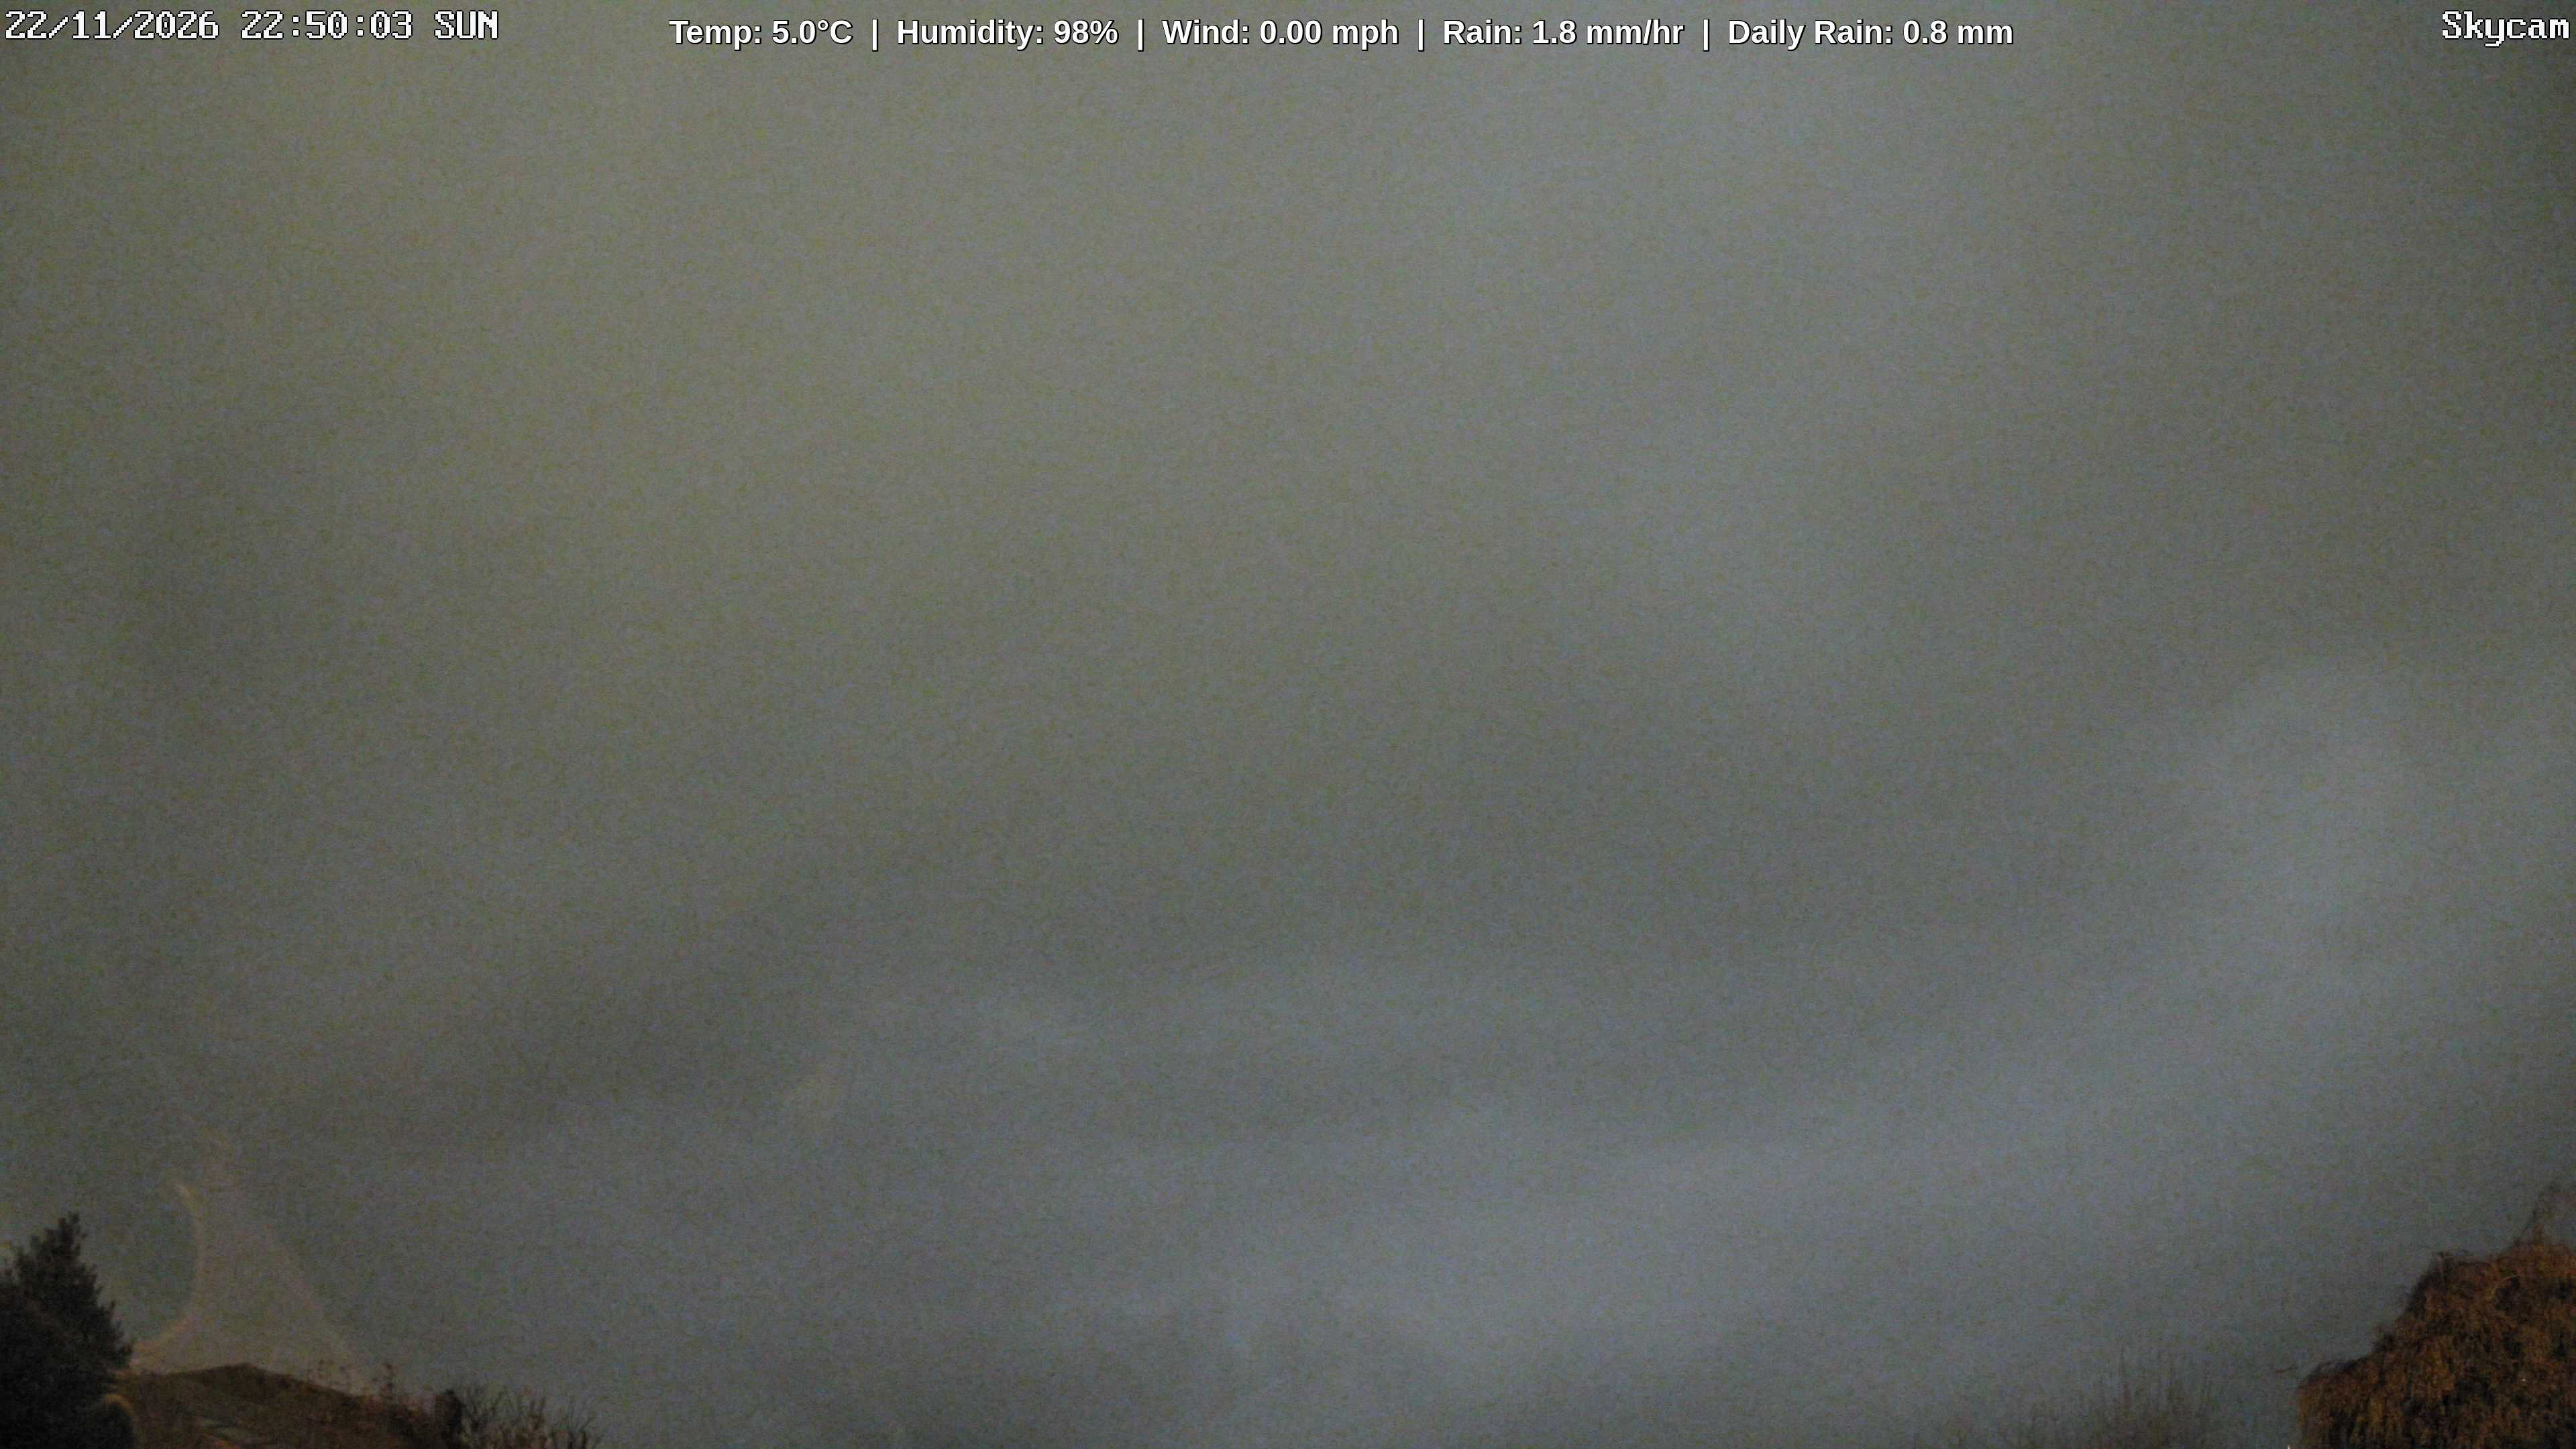 22/11/2026 22:50:03 SUN
Temp: 5.0°C | Humidity: 98% | Wind: 0.00 mph | Rain: 1.8 mm/hr | Daily Rain: 0.8 mm
Skycam